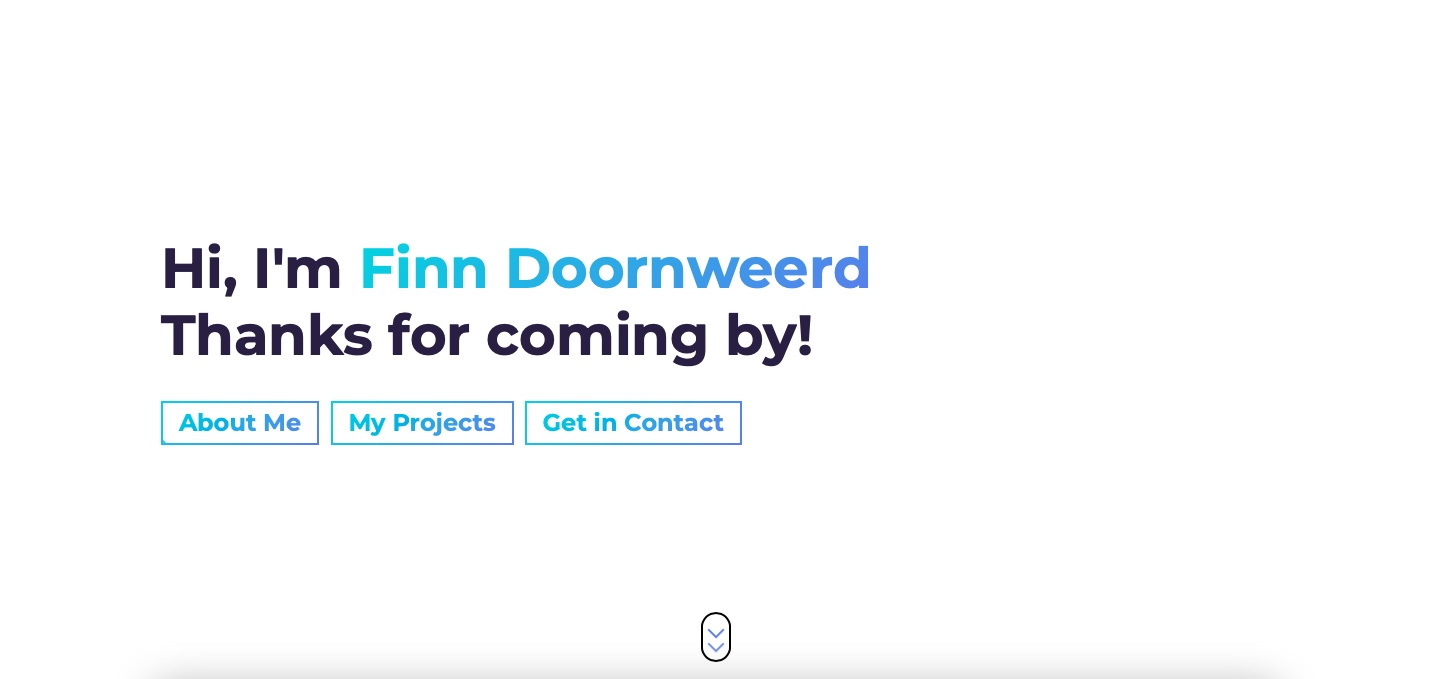 Hi, I'm Finn Doornweerd
Thanks for coming by!
About Me
My Projects
Get in Contact